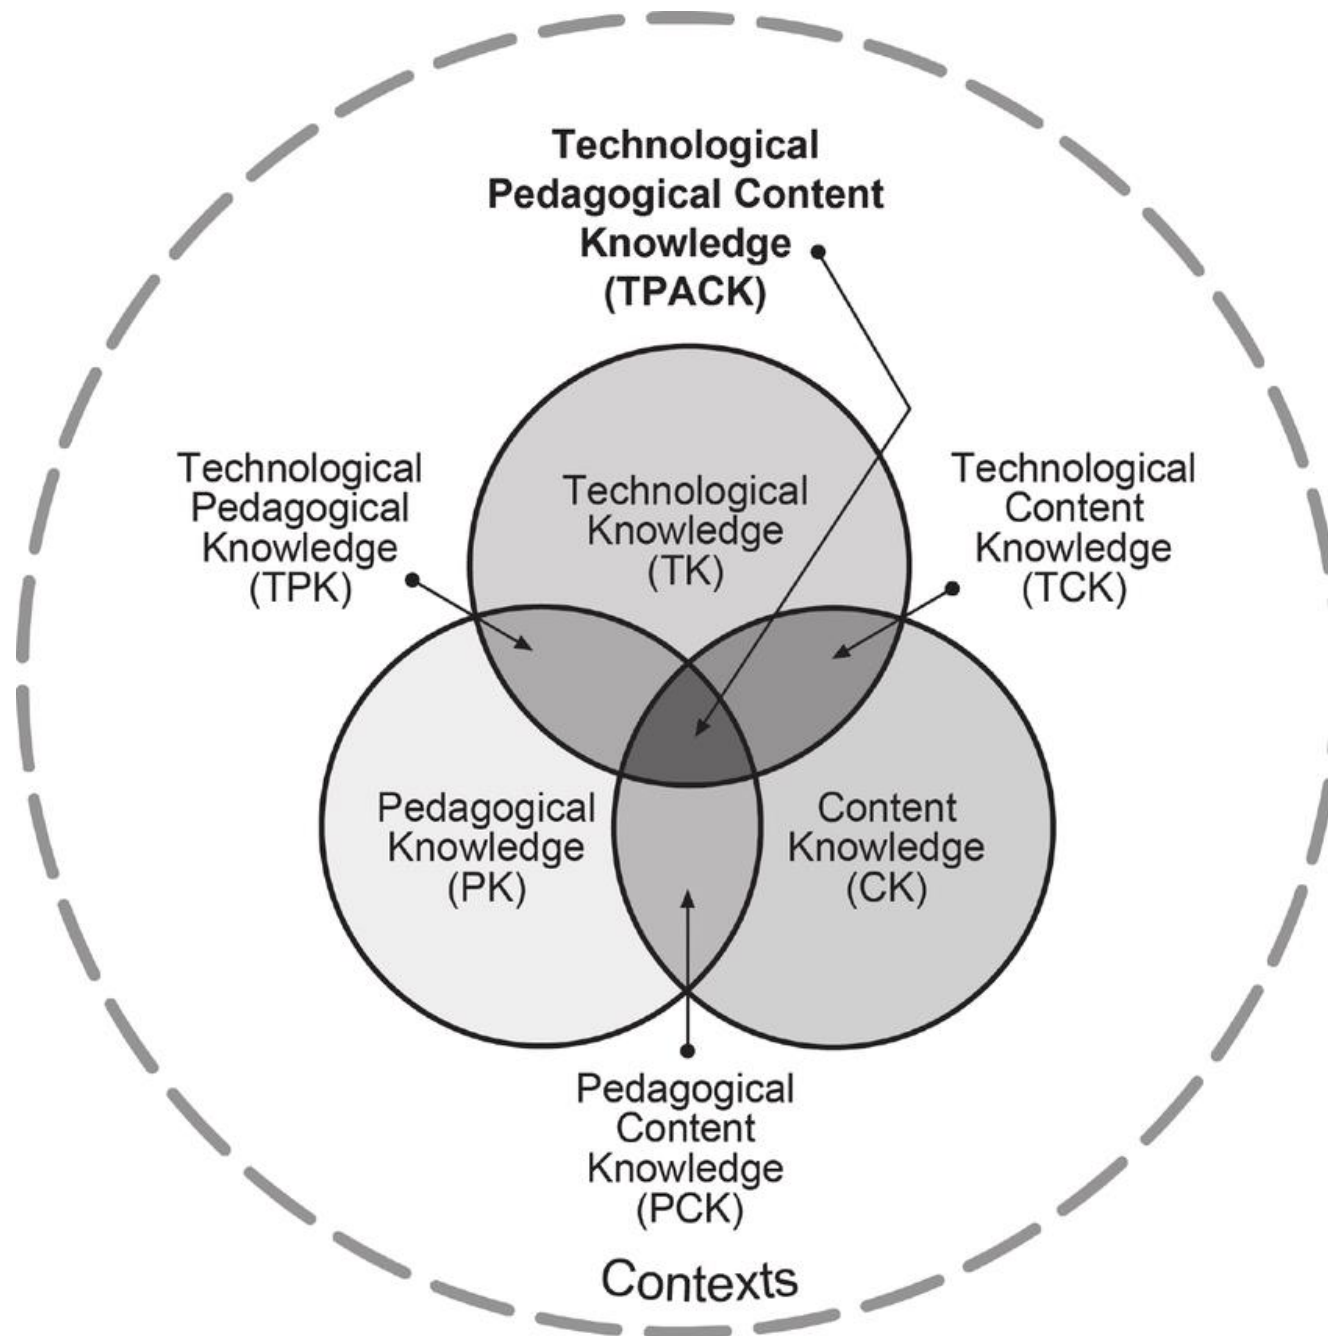 Technological
Pedagogical Content
Knowledge
(TPACK)
Technological
Pedagogical
Knowledge
(TPK)
Technological
Knowledge
(TK)
Technological
Content
Knowledge
(TCK)
Pedagogical
Knowledge
(PK)
Content
Knowledge
(CK)
Pedagogical
Content
Knowledge
(PCK)
Contexts